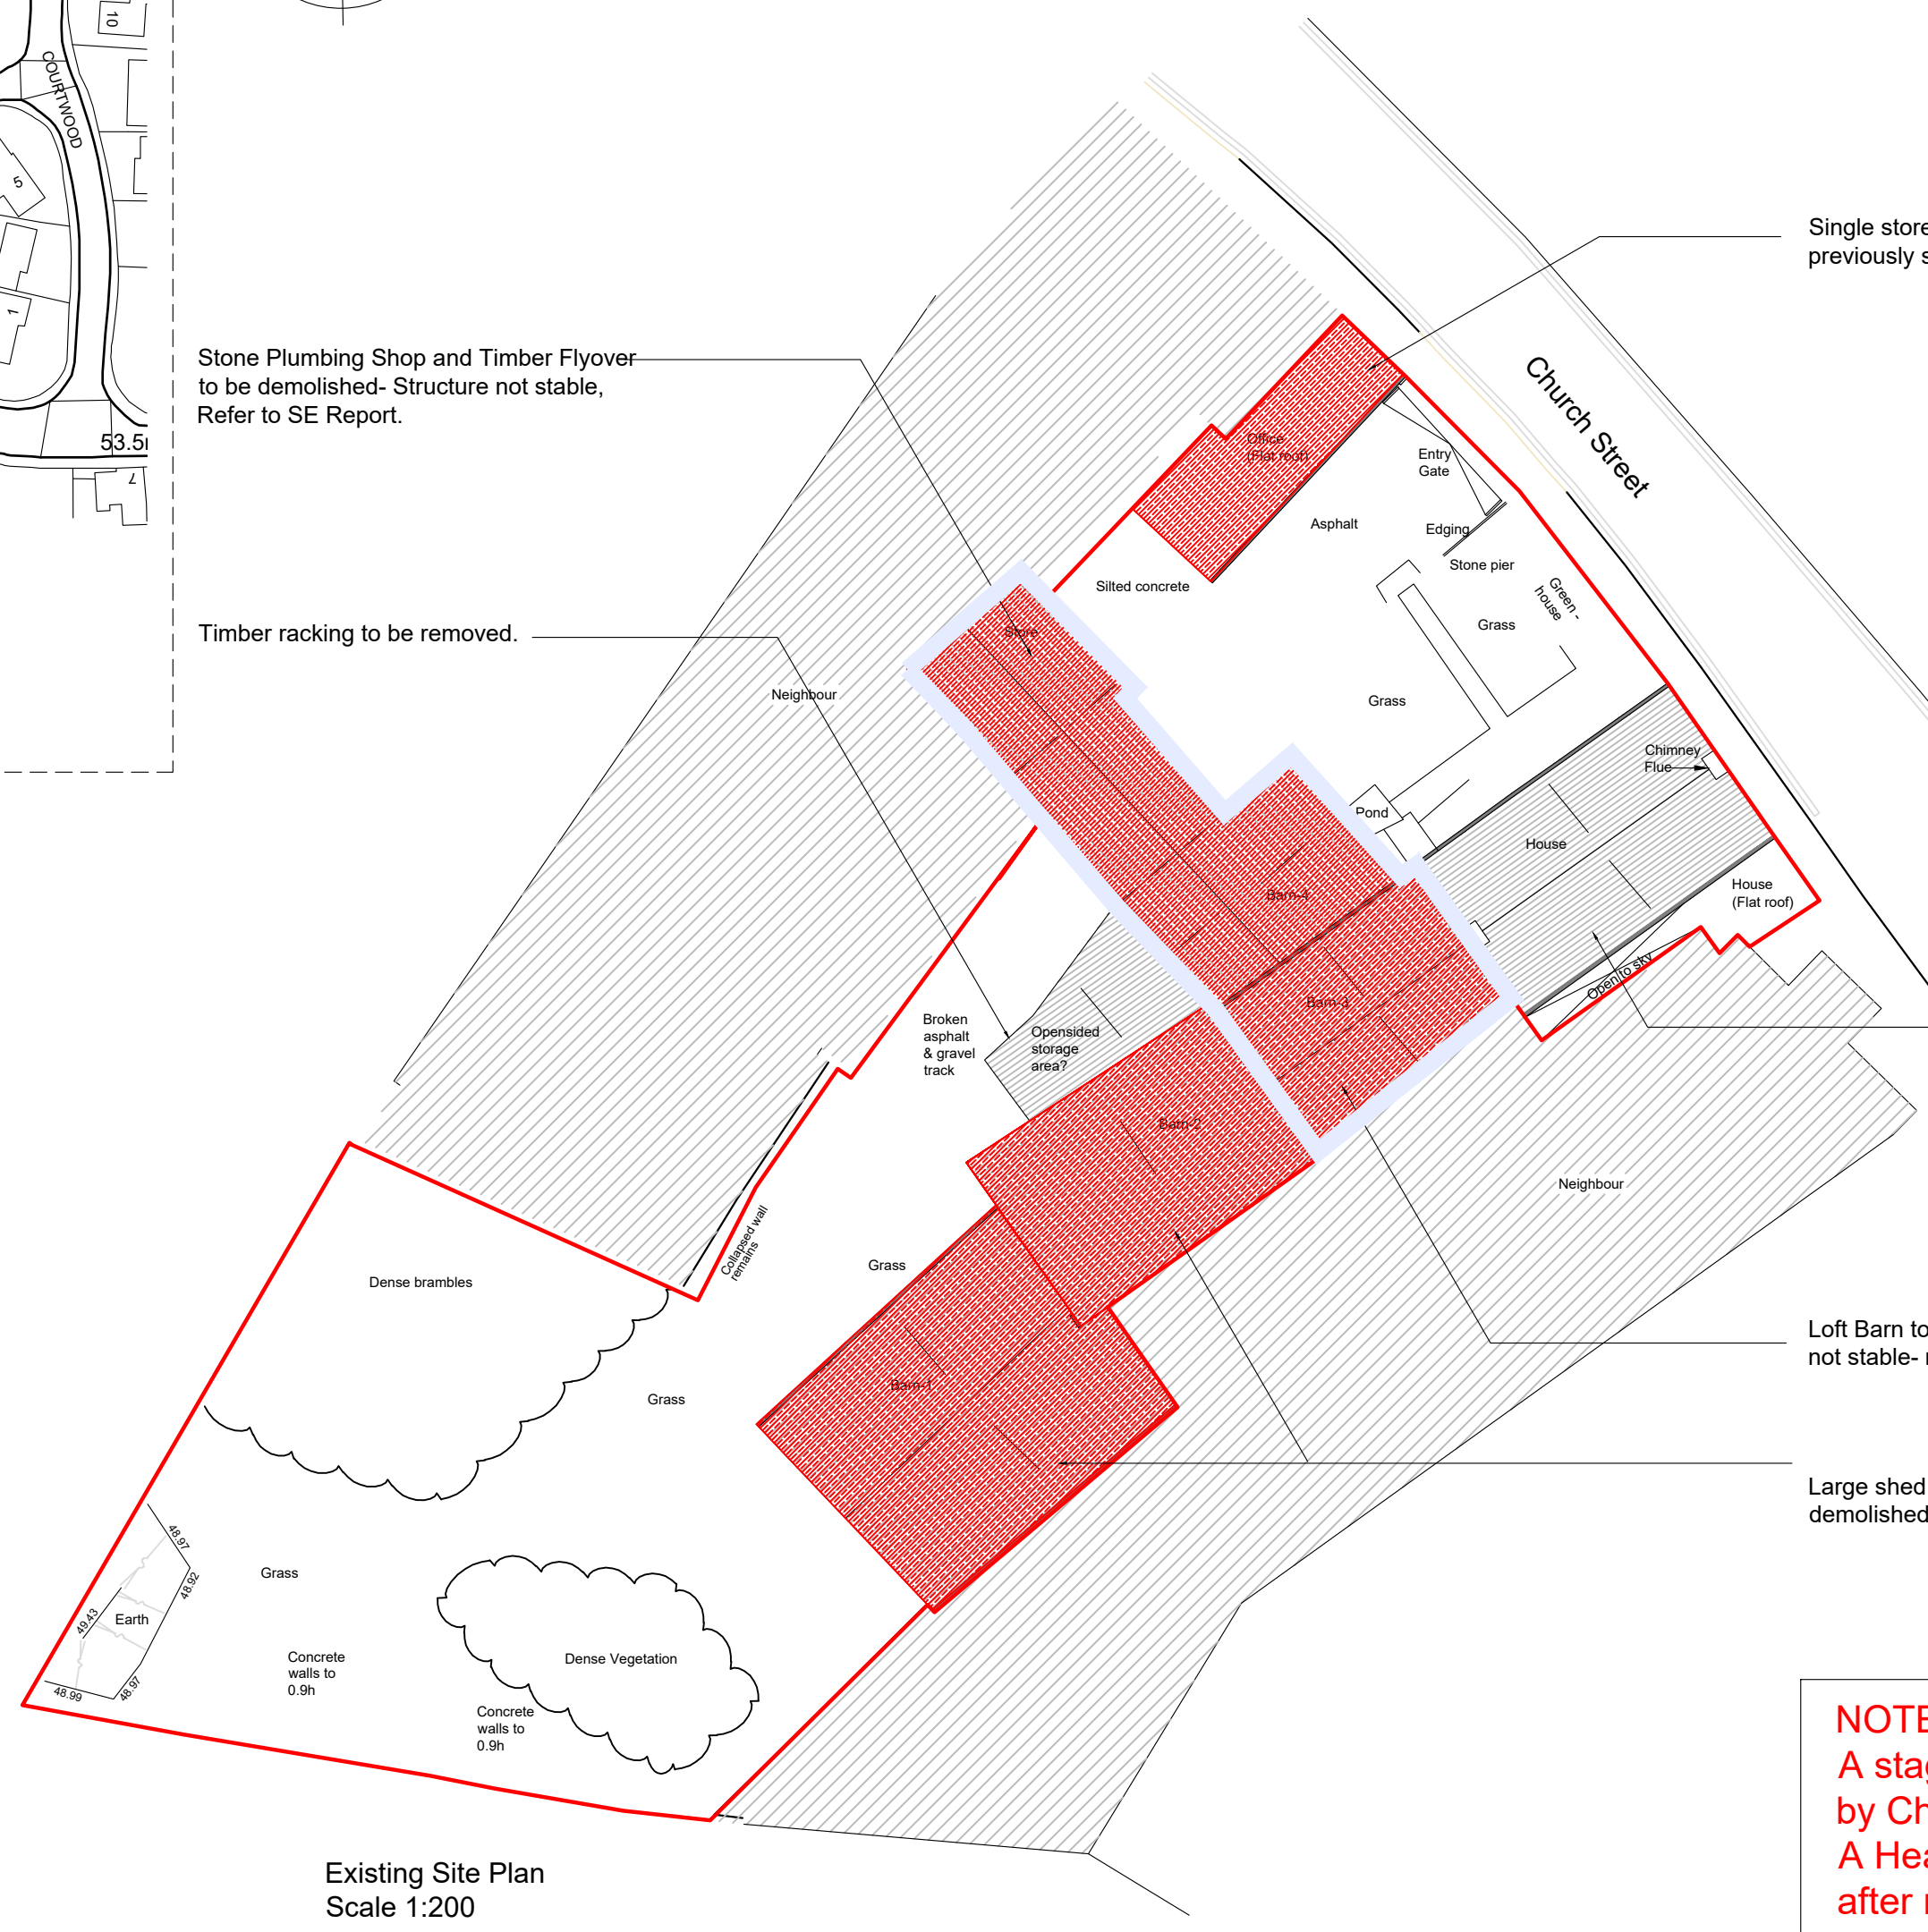 10
COURTWOOD
5
1
53.5
7
Stone Plumbing Shop and Timber Flyover
to be demolished- Structure not stable,
Refer to SE Report.
Timber racking to be removed.
Single store
previously s
Church Street
Office
(Flat roof)
Entry
Gate
Asphalt
Edging
Stone pier
Silted concrete
Green -
house
Grass
Store
Neighbour
Grass
Chimney
Flue
Pond
House
House
(Flat roof)
Barn-4
Open to sky
Barn-3
Broken
asphalt
& gravel
track
Opensided
storage
area?
Barn-2
Neighbour
Collapsed wall
remains
Grass
Dense brambles
Loft Barn to
not stable-
Barn-1
Grass
Large shed
demolished
48.97
48.92
Grass
49.43
Earth
48.99
48.97
Concrete
walls to
0.9h
Dense Vegetation
Concrete
walls to
0.9h
NOTE
A stag
by Ch
A Hea
after
Existing Site Plan
Scale 1:200